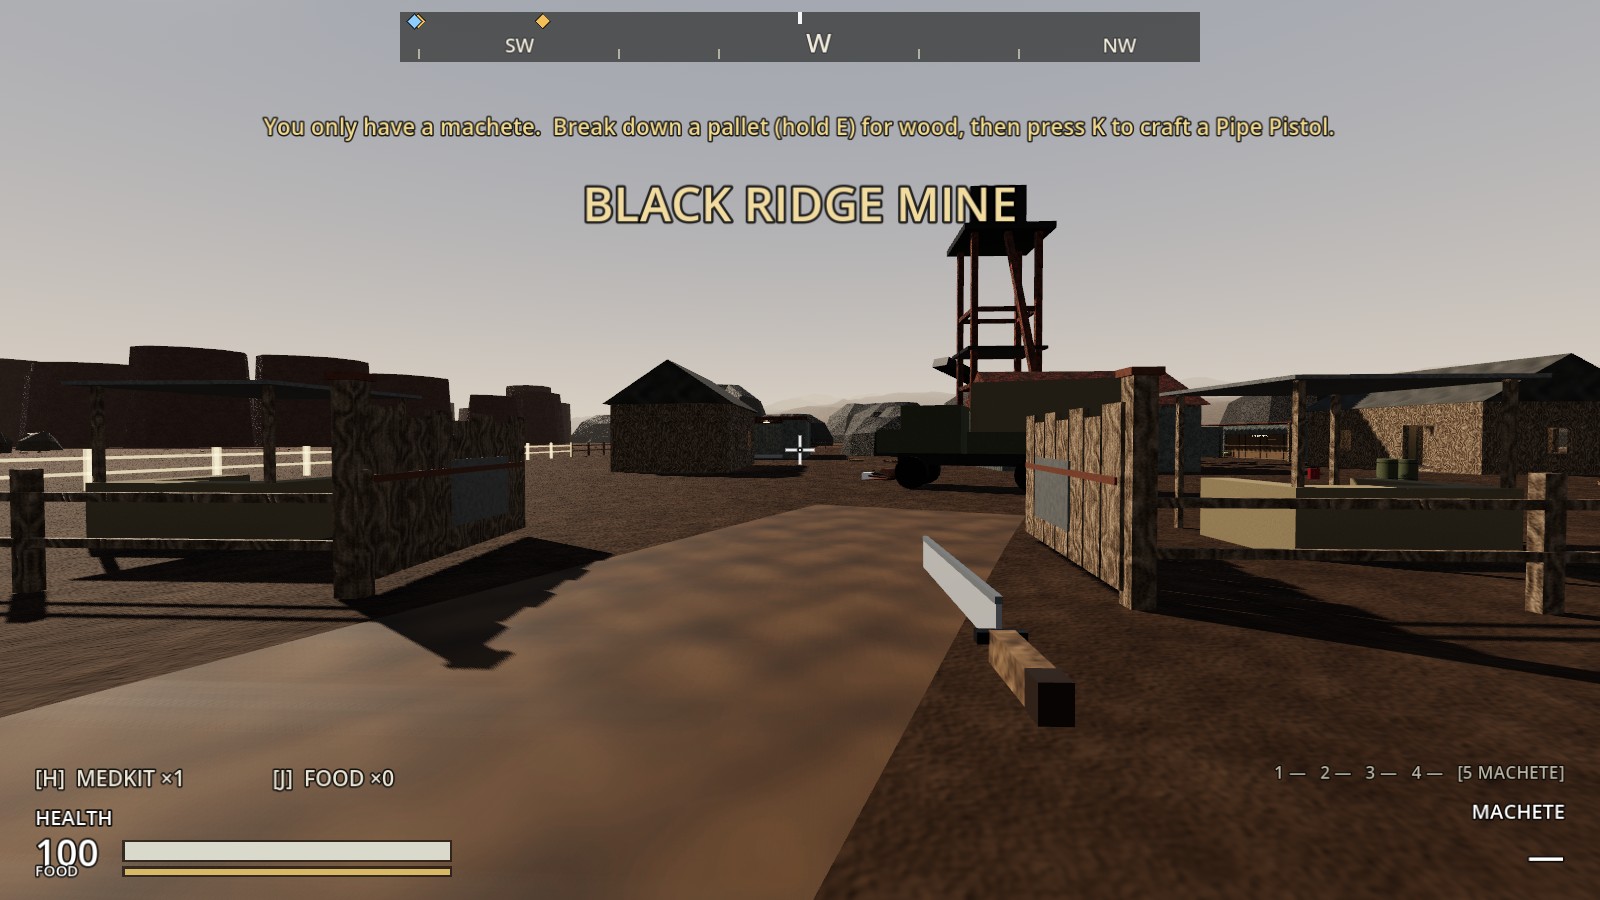 SW W NW
You only have a machete. Break down a pallet (hold E) for wood, then press K to craft a Pipe Pistol.
BLACK RIDGE MINE
[H] MEDKIT ×1 [J] FOOD ×0
1 — 2 — 3 — 4 — [5 MACHETE]
HEALTH
MACHETE
100
FOOD
—